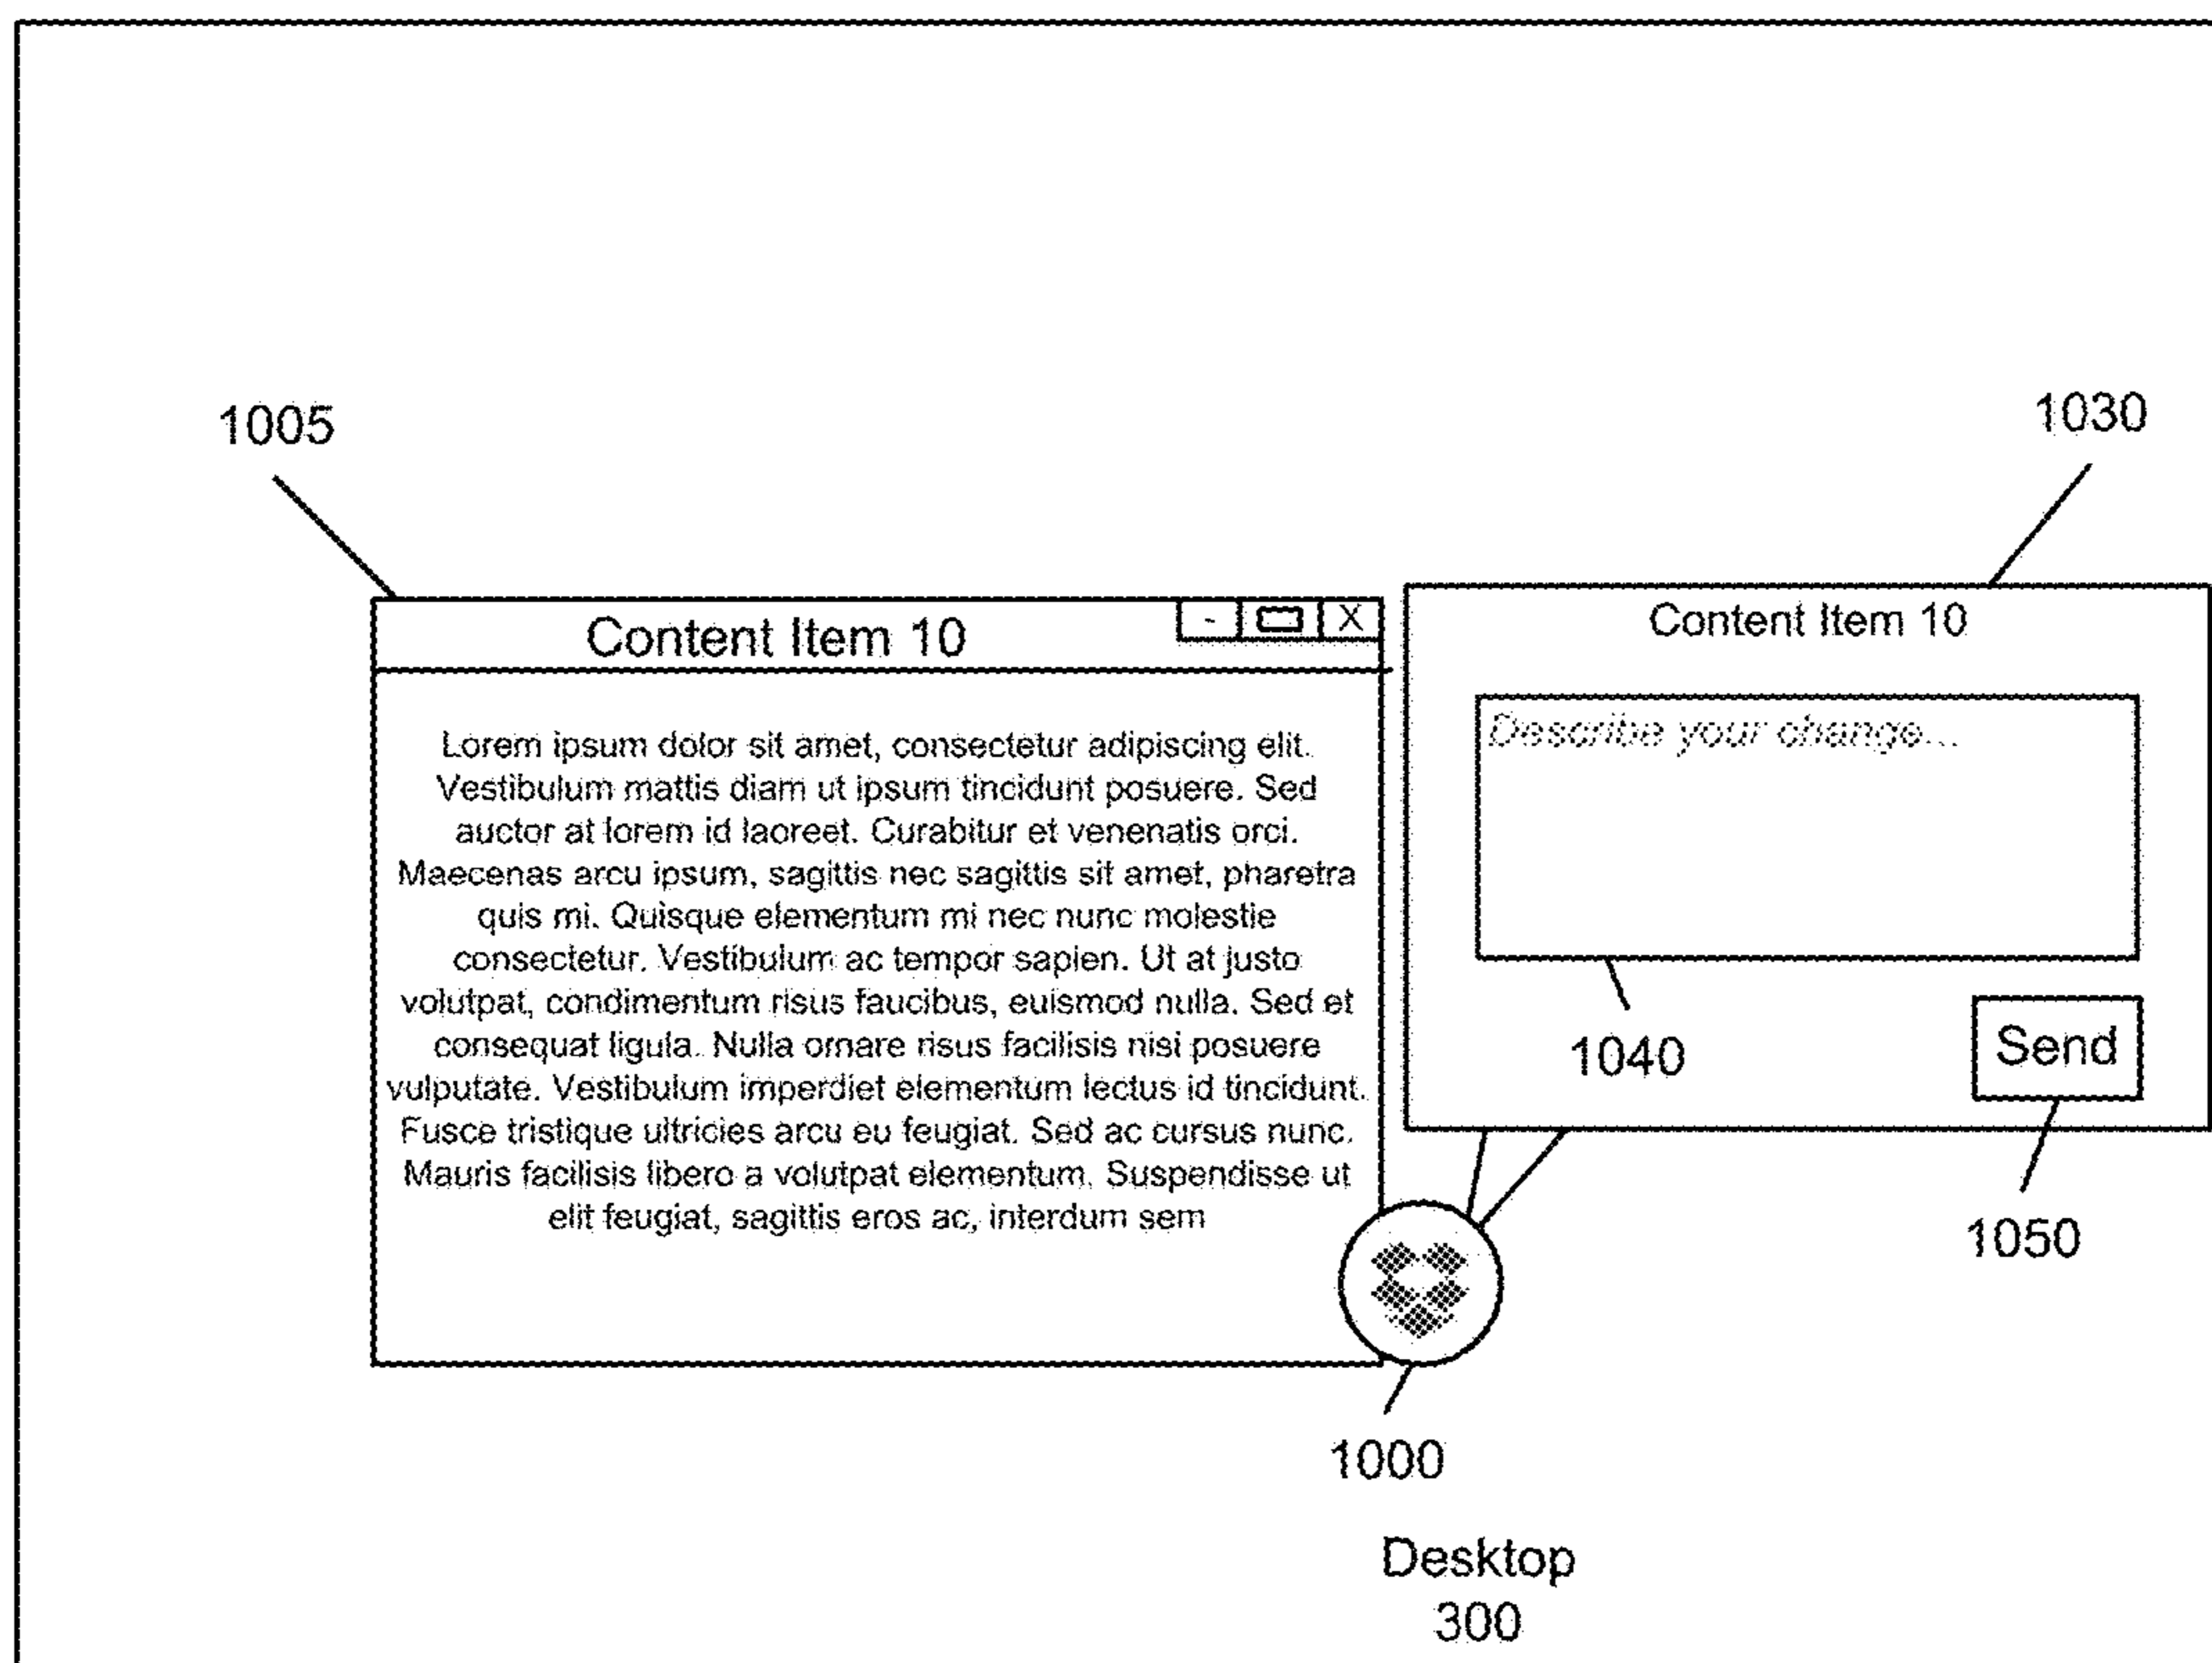 1005
1030
Content Item 10
- X
Content Item 10
Describe your change...
Lorem ipsum dolor sit amet, consectetur adipiscing elit.
Vestibulum mattis diam ut ipsum tincidunt posuere. Sed
auctor at lorem id laoreet. Curabitur et venenatis orci.
Maecenas arcu ipsum, sagittis nec sagittis sit amet, pharetra
quis mi. Quisque elementum mi nec nunc molestie
consectetur. Vestibulum ac tempor sapien. Ut at justo
volutpat, condimentum risus faucibus, euismod nulla. Sed et
consequat ligula. Nulla ornare risus facilisis nisi posuere
vulputate. Vestibulum imperdiet elementum lectus id tincidunt.
Fusce tristique ultricies arcu eu feugiat. Sed ac cursus nunc.
Mauris facilisis libero a volutpat elementum. Suspendisse ut
elit feugiat, sagittis eros ac, interdum sem
1040
Send
1050
1000
Desktop
300